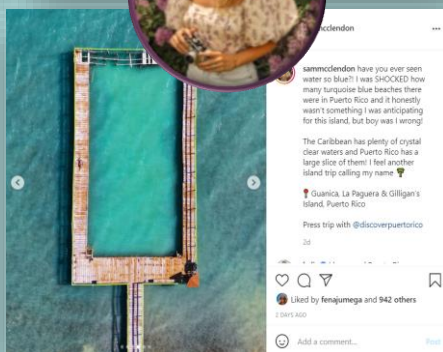 cclendon
sammcclendon have you ever seen
water so blue?! I was SHOCKED how
many turquoise blue beaches there
were in Puerto Rico and it honestly
wasn't something I was anticipating
for this island, but boy was I wrong!
The Caribbean has plenty of crystal
clear waters and Puerto Rico has a
large slice of them! I feel another
island trip calling my name 🌴
📍 Guanica, La Paguera & Gilligan's
Island, Puerto Rico
Press trip with @discoverpuertorico
2d
Liked by fenajumega and 942 others
2 DAYS AGO
Add a comment...
Post